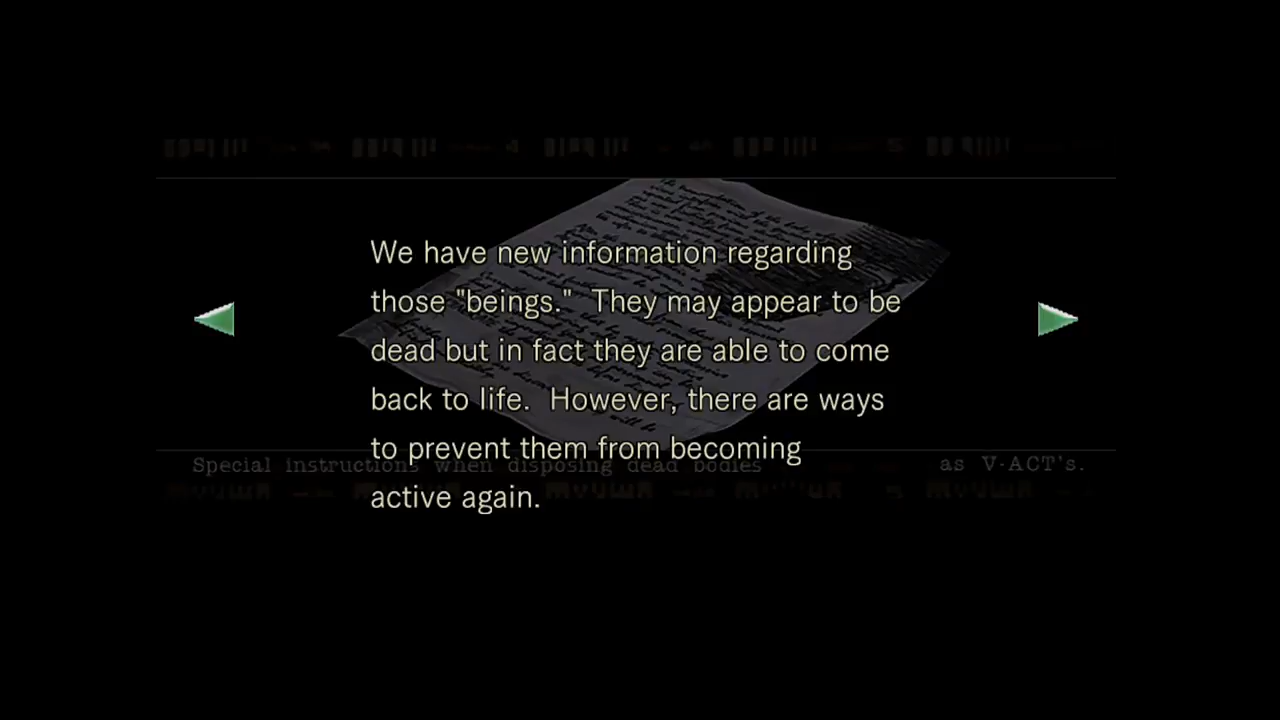 We have new information regarding
those "beings."  They may appear to be
dead but in fact they are able to come
back to life.  However, there are ways
to prevent them from becoming
active again.
Special instructions when disposing dead bodies as V-ACT's.